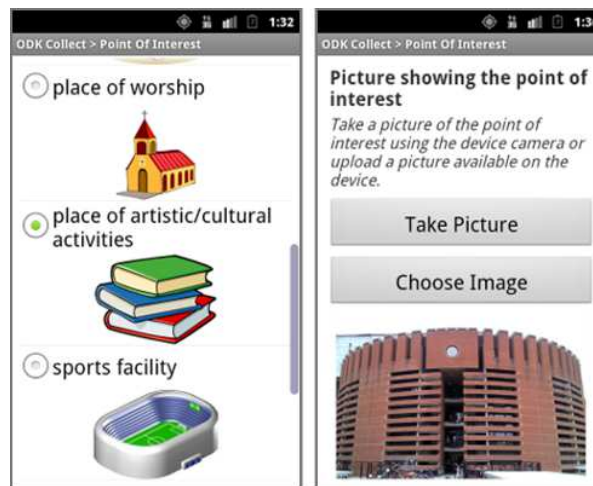 1:32
ODK Collect > Point Of Interest
place of worship
place of artistic/cultural
activities
sports facility
ODK Collect > Point Of Interest
Picture showing the point of
interest
Take a picture of the point of
interest using the device camera or
upload a picture available on the
device.
Take Picture
Choose Image